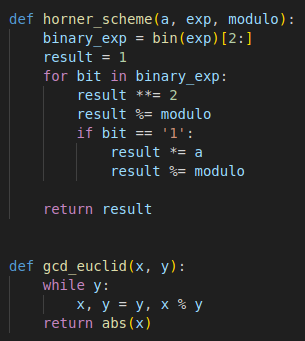 def horner_scheme(a, exp, modulo):
    binary_exp = bin(exp)[2:]
    result = 1
    for bit in binary_exp:
        result **= 2
        result %= modulo
        if bit == '1':
            result *= a
            result %= modulo

    return result


def gcd_euclid(x, y):
    while y:
        x, y = y, x % y
    return abs(x)